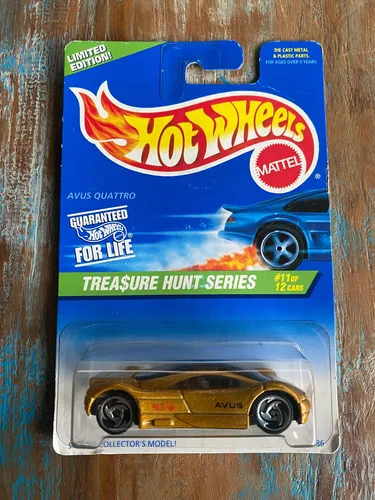 LIMITED
EDITION!
DIE CAST METAL
& PLASTIC PARTS.
FOR AGES OVER 3 YEARS.
HOT WHEELS
MATTEL
®
AVUS QUATTRO
GUARANTEED
HOT WHEELS
FOR LIFE
TREA$URE HUNT SERIES
#11 OF
12 CARS
AVUS
COLLECTOR'S MODEL!